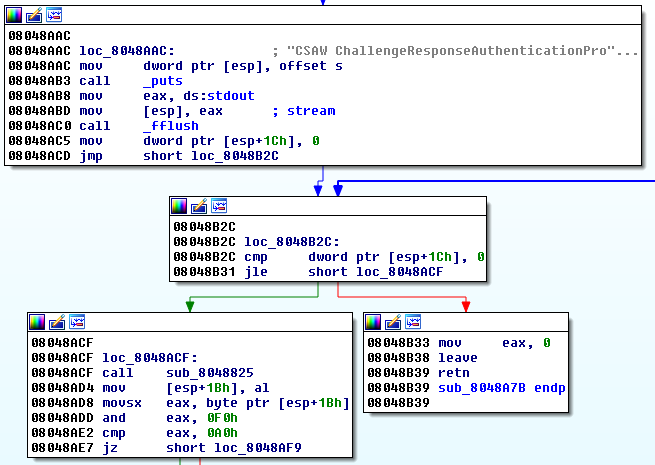 08048AAC
08048AAC loc_8048AAC: ; "CSAW ChallengeResponseAuthenticationPro"...
08048AAC mov dword ptr [esp], offset s
08048AB3 call _puts
08048AB8 mov eax, ds:stdout
08048ABD mov [esp], eax ; stream
08048AC0 call _fflush
08048AC5 mov dword ptr [esp+1Ch], 0
08048ACD jmp short loc_8048B2C
08048B2C
08048B2C loc_8048B2C:
08048B2C cmp dword ptr [esp+1Ch], 0
08048B31 jle short loc_8048ACF
08048ACF
08048ACF loc_8048ACF:
08048ACF call sub_8048825
08048AD4 mov [esp+1Bh], al
08048AD8 movsx eax, byte ptr [esp+1Bh]
08048ADD and eax, 0F0h
08048AE2 cmp eax, 0A0h
08048AE7 jz short loc_8048AF9
08048B33 mov eax, 0
08048B38 leave
08048B39 retn
08048B39 sub_8048A7B endp
08048B39